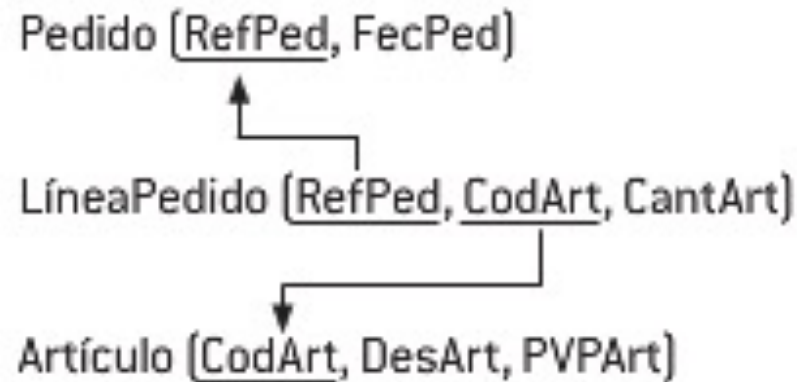 Pedido (RefPed, FecPed)
LíneaPedido (RefPed, CodArt, CantArt)
Artículo (CodArt, DesArt, PVPArt)